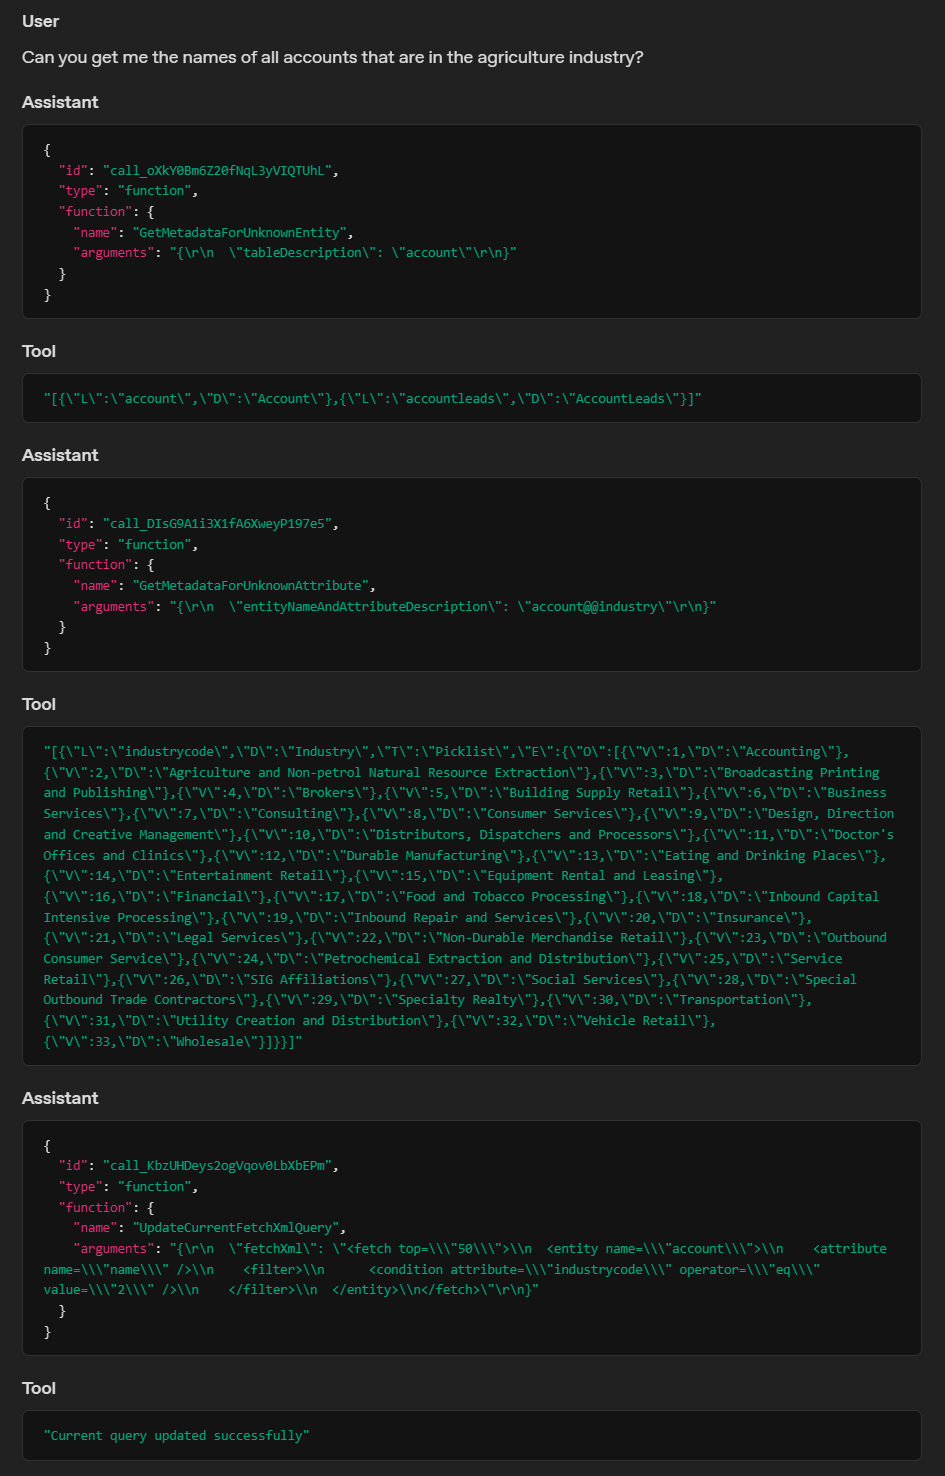 User
Can you get me the names of all accounts that are in the agriculture industry?
Assistant
{
"id": "call_oXkY0Bm6Z20fNqL3yVIQTUhL",
"type": "function",
"function": {
"name": "GetMetadataForUnknownEntity",
"arguments": "{\r\n  \"tableDescription\": \"account\"\r\n}"
}
}
Tool
"[{\"L\":\"account\",\"D\":\"Account\"},{\"L\":\"accountleads\",\"D\":\"AccountLeads\"}]"
Assistant
{
"id": "call_DIsG9A1i3X1fA6XweyP197e5",
"type": "function",
"function": {
"name": "GetMetadataForUnknownAttribute",
"arguments": "{\r\n  \"entityNameAndAttributeDescription\": \"account@@industry\"\r\n}"
}
}
Tool
"[{\"L\":\"industrycode\",\"D\":\"Industry\",\"T\":\"Picklist\",\"E\":{\"O\":[{\"V\":1,\"D\":\"Accounting\"},
{\"V\":2,\"D\":\"Agriculture and Non-petrol Natural Resource Extraction\"},{\"V\":3,\"D\":\"Broadcasting Printing
and Publishing\"},{\"V\":4,\"D\":\"Brokers\"},{\"V\":5,\"D\":\"Building Supply Retail\"},{\"V\":6,\"D\":\"Business
Services\"},{\"V\":7,\"D\":\"Consulting\"},{\"V\":8,\"D\":\"Consumer Services\"},{\"V\":9,\"D\":\"Design, Direction
and Creative Management\"},{\"V\":10,\"D\":\"Distributors, Dispatchers and Processors\"},{\"V\":11,\"D\":\"Doctor's
Offices and Clinics\"},{\"V\":12,\"D\":\"Durable Manufacturing\"},{\"V\":13,\"D\":\"Eating and Drinking Places\"},
{\"V\":14,\"D\":\"Entertainment Retail\"},{\"V\":15,\"D\":\"Equipment Rental and Leasing\"},
{\"V\":16,\"D\":\"Financial\"},{\"V\":17,\"D\":\"Food and Tobacco Processing\"},{\"V\":18,\"D\":\"Inbound Capital
Intensive Processing\"},{\"V\":19,\"D\":\"Inbound Repair and Services\"},{\"V\":20,\"D\":\"Insurance\"},
{\"V\":21,\"D\":\"Legal Services\"},{\"V\":22,\"D\":\"Non-Durable Merchandise Retail\"},{\"V\":23,\"D\":\"Outbound
Consumer Service\"},{\"V\":24,\"D\":\"Petrochemical Extraction and Distribution\"},{\"V\":25,\"D\":\"Service
Retail\"},{\"V\":26,\"D\":\"SIG Affiliations\"},{\"V\":27,\"D\":\"Social Services\"},{\"V\":28,\"D\":\"Special
Outbound Trade Contractors\"},{\"V\":29,\"D\":\"Specialty Realty\"},{\"V\":30,\"D\":\"Transportation\"},
{\"V\":31,\"D\":\"Utility Creation and Distribution\"},{\"V\":32,\"D\":\"Vehicle Retail\"},
{\"V\":33,\"D\":\"Wholesale\"}]}}]"
Assistant
{
"id": "call_KbzUHDeys2ogVqov0LbXbEPm",
"type": "function",
"function": {
"name": "UpdateCurrentFetchXmlQuery",
"arguments": "{\r\n  \"fetchXml\": \"<fetch top=\\\"50\\\">\\n  <entity name=\\\"account\\\">\\n    <attribute
name=\\\"name\\\" />\\n    <filter>\\n      <condition attribute=\\\"industrycode\\\" operator=\\\"eq\\\"
value=\\\"2\\\" />\\n    </filter>\\n  </entity>\\n</fetch>\"\r\n}"
}
}
Tool
"Current query updated successfully"